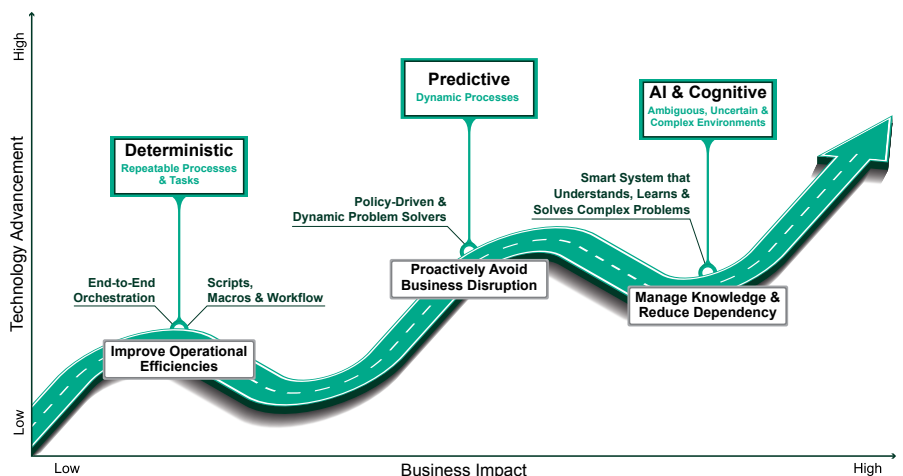 High
Technology Advancement
Low
Deterministic
Repeatable Processes
& Tasks
End-to-End
Orchestration
Scripts,
Macros & Workflow
Improve Operational
Efficiencies
Predictive
Dynamic Processes
Policy-Driven &
Dynamic Problem Solvers
Proactively Avoid
Business Disruption
AI & Cognitive
Ambiguous, Uncertain &
Complex Environments
Smart System that
Understands, Learns &
Solves Complex Problems
Manage Knowledge &
Reduce Dependency
Low
Business Impact
High